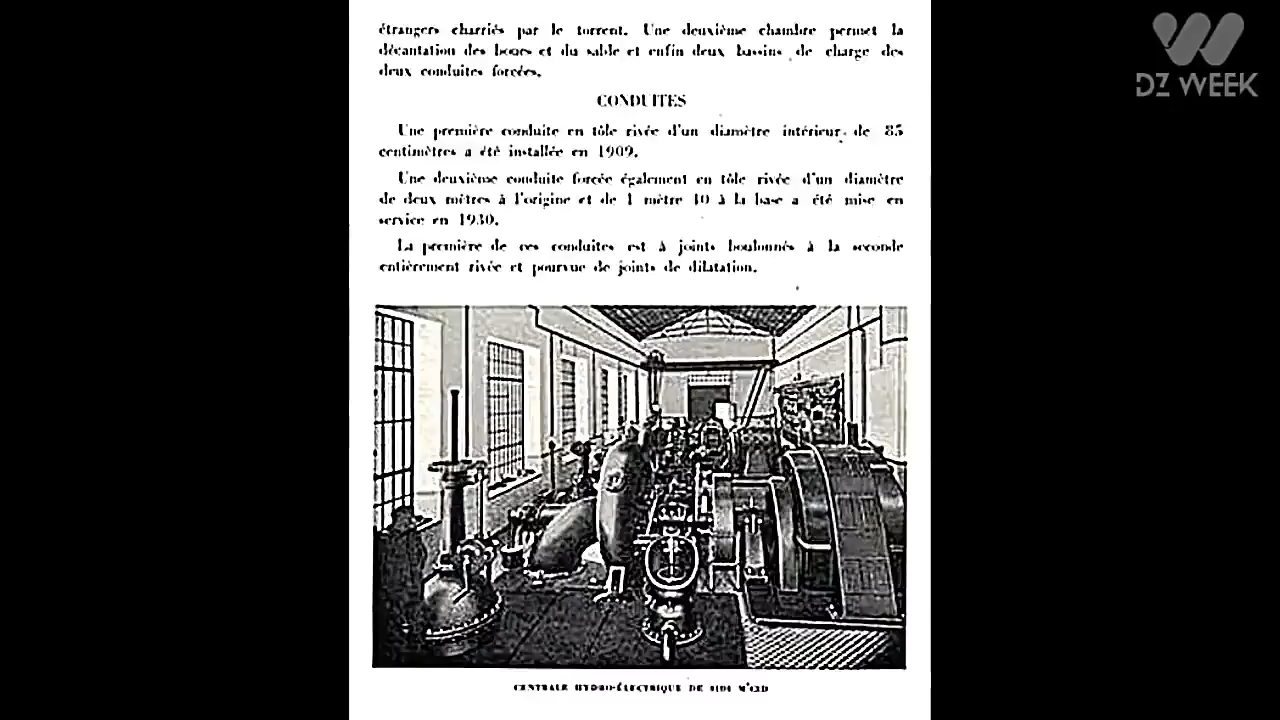 étrangers charriés par le torrent. Une deuxième chambre permet la
décantation des boues et du sable et enfin deux bassins de charge des
deux conduites forcées.
CONDUITES
Une première conduite en tôle rivée d'un diamètre intérieur de 85
centimètres a été installée en 1909.
Une deuxième conduite forcée également en tôle rivée d'un diamètre
de deux mètres à l'origine et de 1 mètre 10 à la base a été mise en
service en 1930.
La première de ces conduites est à joints boulonnés à la seconde
entièrement rivée et pourvue de joints de dilatation.
CENTRALE HYDRO-ÉLECTRIQUE DE SIDI M'CID
DZ WEEK